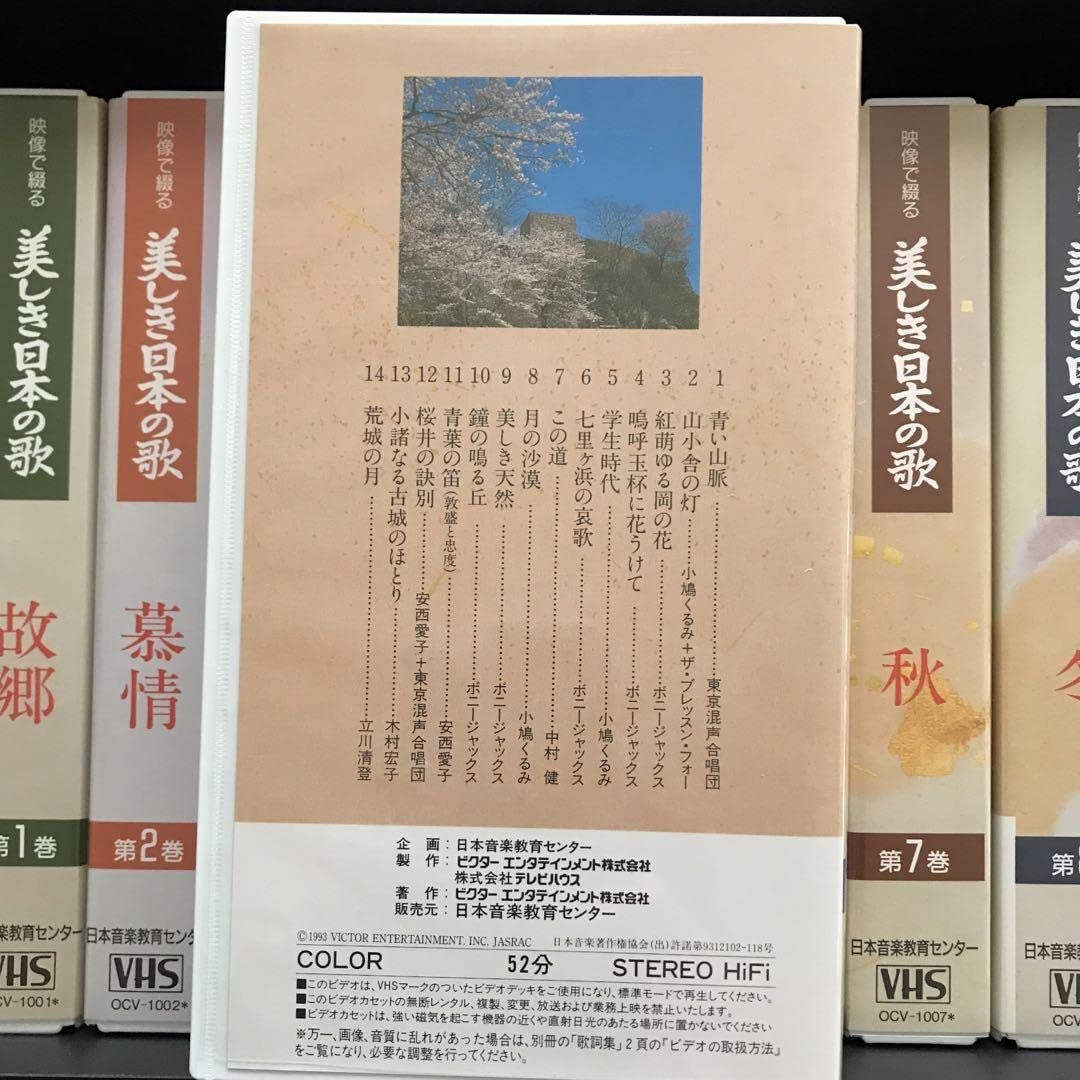 映像で綴る
美しき日本の歌
故郷
第1巻
日本音楽教育センター
VHS
OCV-1001*
映像で綴る
美しき日本の歌
慕情
第2巻
日本音楽教育センター
VHS
OCV-1002*
1 青い山脈……東京混声合唱団
2 山小舎の灯……小鳩くるみ+ザ・ブレッスン・フォー
3 紅萌ゆる岡の花……ボニージャックス
4 嗚呼玉杯に花うけて……ボニージャックス
5 学生時代……小鳩くるみ
6 七里ヶ浜の哀歌……ボニージャックス
7 この道……中村 健
8 月の沙漠……小鳩くるみ
9 美しき天然……ボニージャックス
10 鐘の鳴る丘……ボニージャックス
11 青葉の笛(敦盛と忠度)……安西愛子
12 桜井の訣別……安西愛子+東京混声合唱団
13 小諸なる古城のほとり……木村宏子
14 荒城の月……立川清登
企 画:日本音楽教育センター
製 作:ビクター エンタテインメント株式会社
株式会社テレビハウス
著 作:ビクター エンタテインメント株式会社
販売元:日本音楽教育センター
©1993 VICTOR ENTERTAINMENT. INC. JASRAC 日本音楽著作権協会(出)許諾第9312102-118号
COLOR 52分 STEREO HiFi
■このビデオは、VHSマークのついたビデオデッキをご使用になり、標準モードで再生してください。
■このビデオカセットの無断レンタル、複製、変更、放送および業務上映を禁止いたします。
■ビデオカセットは、強い磁気を起こす機器の近くや直射日光のあたる場所に置かないでください
※万一、画像、音質に乱れがあった場合は、別冊の「歌詞集」2頁の『ビデオの取扱方法』
をご覧になり、必要な調整を行ってください。
映像で綴る
美しき日本の歌
秋
第7巻
日本音楽教育センター
VHS
OCV-1007*
美しき日本の歌
冬
第
日本音楽